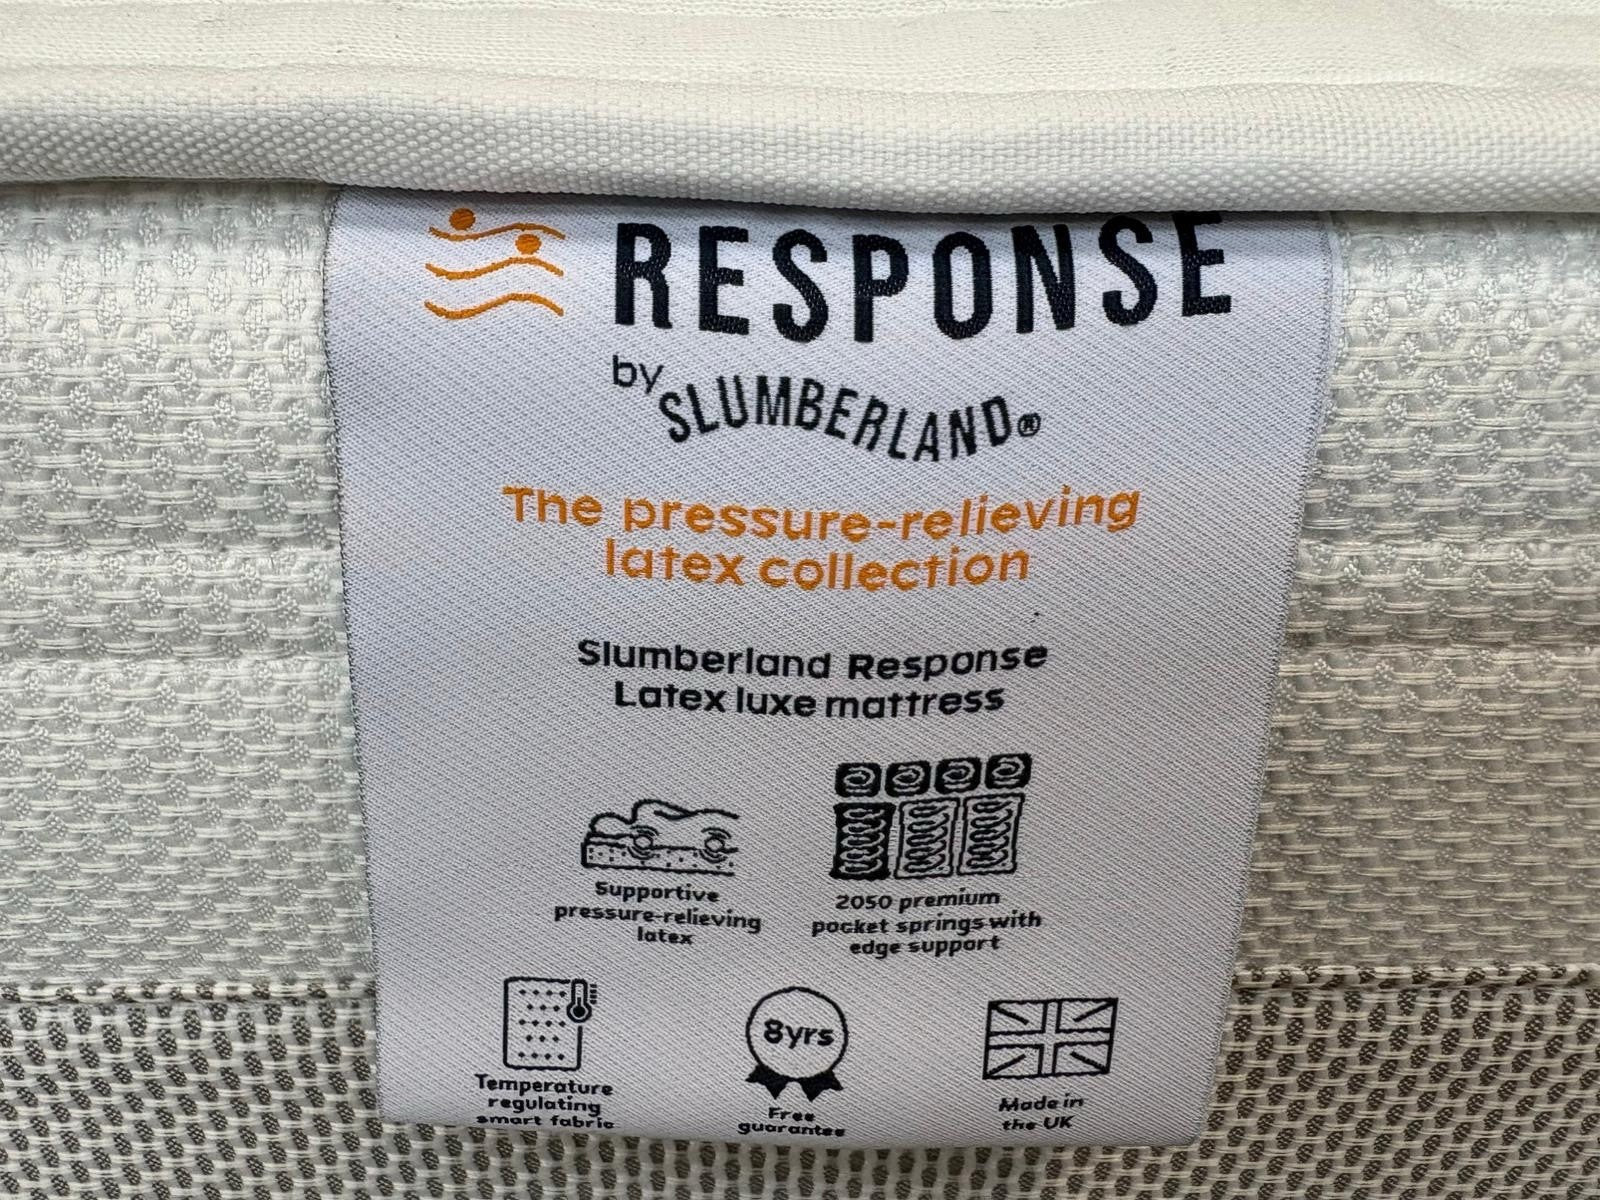 RESPONSE
by SLUMBERLAND®
The pressure-relieving
latex collection
Slumberland Response
Latex luxe mattress
Supportive
pressure-relieving
latex
2050 premium
pocket springs with
edge support
Temperature
regulating
smart fabric
8yrs
Free
guarantee
Made in
the UK